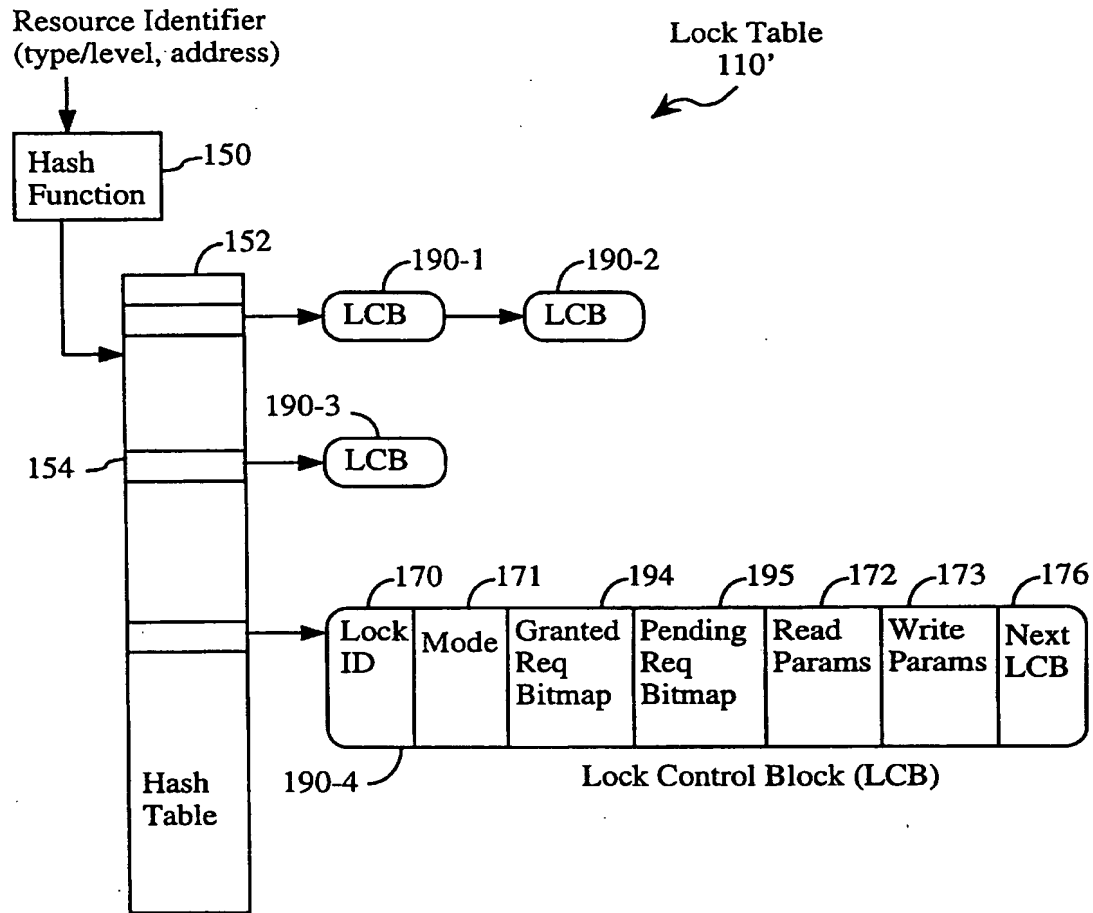 Resource Identifier
(type/level, address)
Lock Table
110'
Hash
Function
150
152
190-1
190-2
LCB
LCB
190-3
LCB
154
170
171
194
195
172
173
176
Lock
ID
Mode
Granted
Req
Bitmap
Pending
Req
Bitmap
Read
Params
Write
Params
Next
LCB
190-4
Lock Control Block (LCB)
Hash
Table